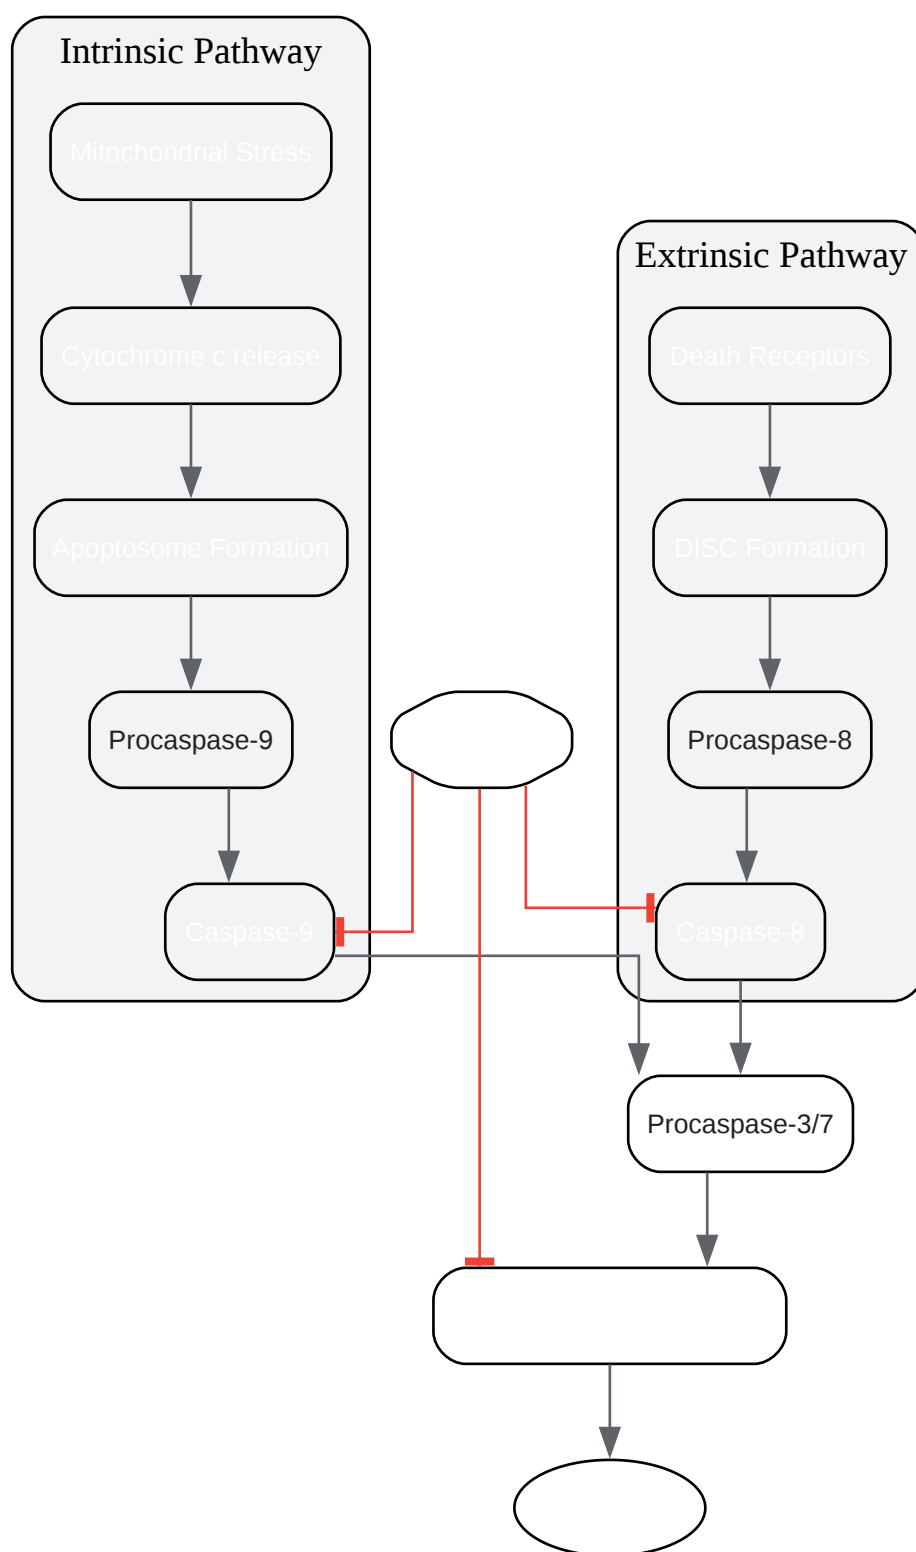 Intrinsic Pathway
Mitochondrial Stress
Cytochrome c release
Apoptosome Formation
Procaspase-9
Caspase-9
Extrinsic Pathway
Death Receptors
DISC Formation
Procaspase-8
Caspase-8
Procaspase-3/7